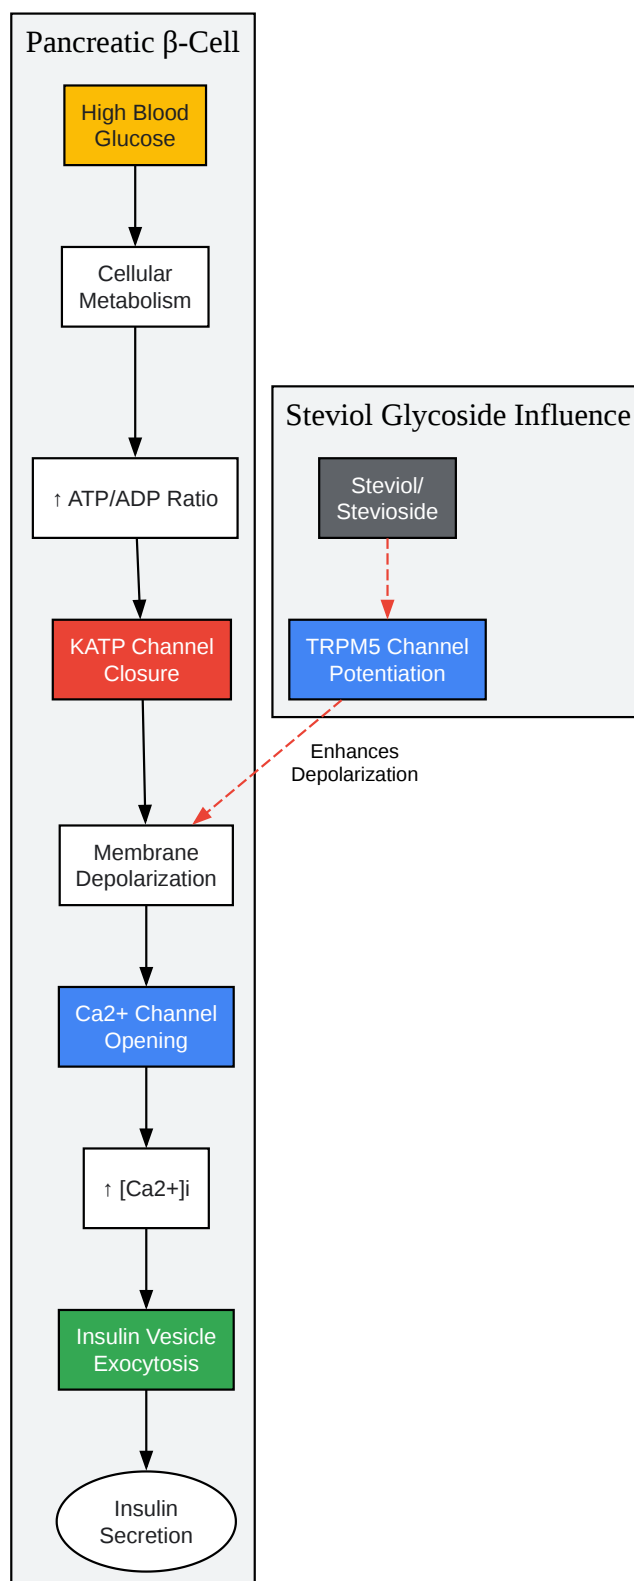 Pancreatic β-Cell
High Blood
Glucose
Cellular
Metabolism
↑ ATP/ADP Ratio
KATP Channel
Closure
Steviol Glycoside Influence
Steviol/
Stevioside
TRPM5 Channel
Potentiation
Enhances
Depolarization
Membrane
Depolarization
Ca2+ Channel
Opening
↑ [Ca2+]i
Insulin Vesicle
Exocytosis
Insulin
Secretion